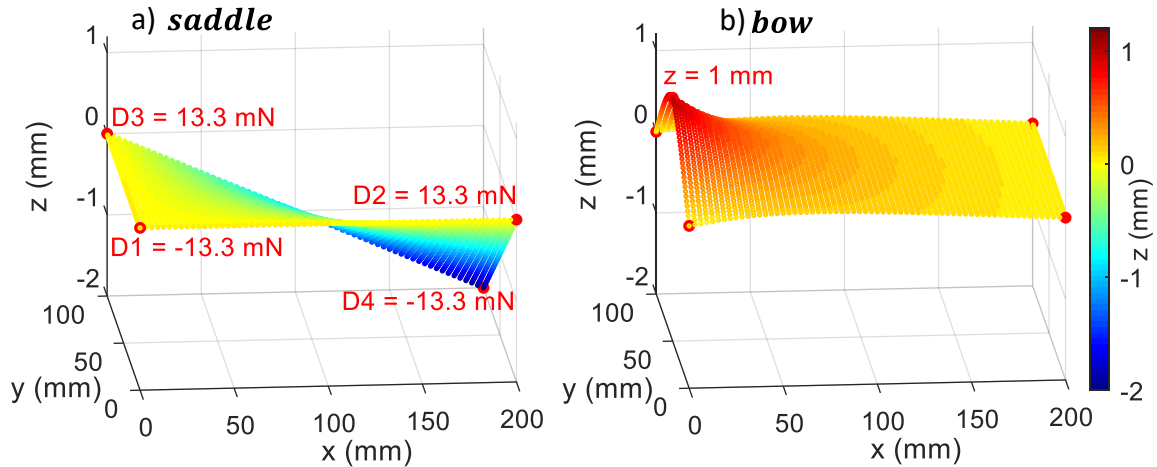 a) saddle
1
0
-1
-2
z (mm)
D3 = 13.3 mN
D2 = 13.3 mN
D1 = -13.3 mN
D4 = -13.3 mN
100
50
0
y (mm)
0
50
100
150
200
x (mm)
b) bow
1
0
-1
-2
z (mm)
z = 1 mm
100
50
0
y (mm)
0
50
100
150
200
x (mm)
1
0
-1
-2
z (mm)